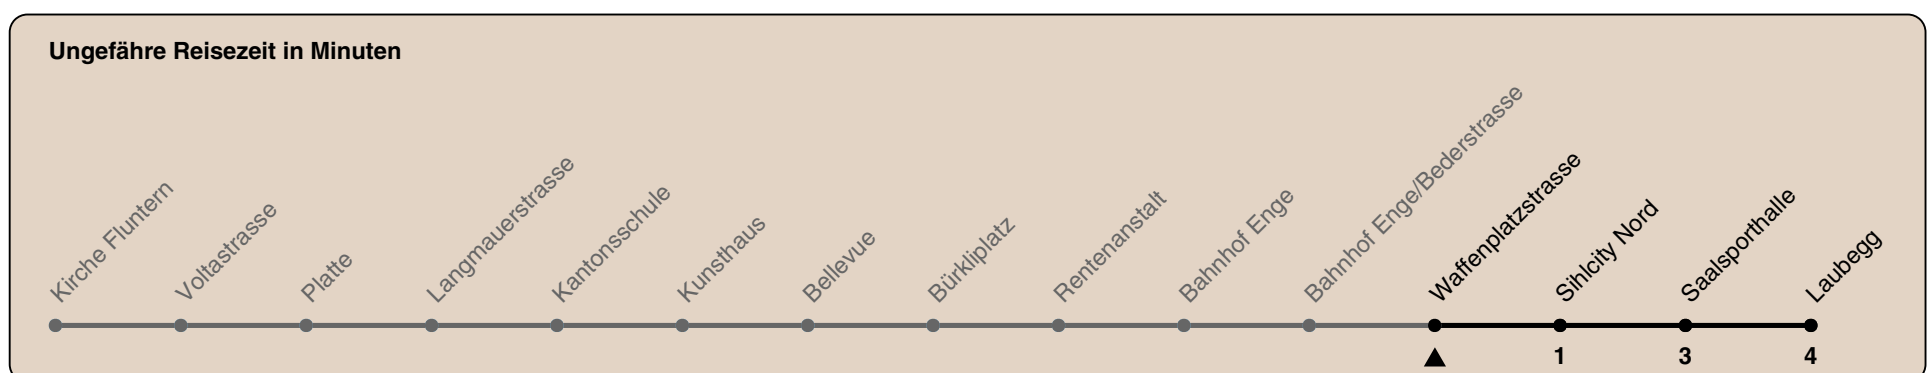 Ungefähre Reisezeit in Minuten
Kirche Fluntern
Voltastrasse
Platte
Langmauerstrasse
Kantonsschule
Kunsthaus
Bellevue
Bürkliplatz
Rentenanstalt
Bahnhof Enge
Bahnhof Enge/Bederstrasse
Waffenplatzstrasse
Sihlcity Nord
Saalsporthalle
Laubegg
1 3 4